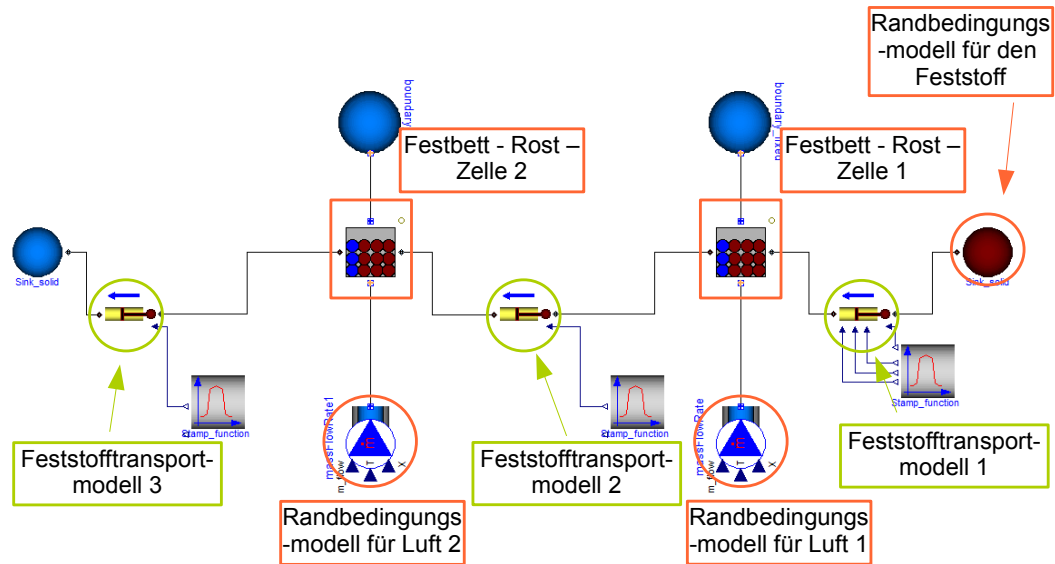 Randbedingungs
-modell für den
Feststoff
boundary
boundary_fixed
Festbett - Rost –
Zelle 2
Festbett - Rost –
Zelle 1
Sink_solid
Sink_solid
Stamp_function
Stamp_function
Stamp_function
massFlowRate1
m_flow
T
X
E
massFlowRate
m_flow
T
X
E
Feststofftransport-
modell 3
Feststofftransport-
modell 2
Feststofftransport-
modell 1
Randbedingungs
-modell für Luft 2
Randbedingungs
-modell für Luft 1